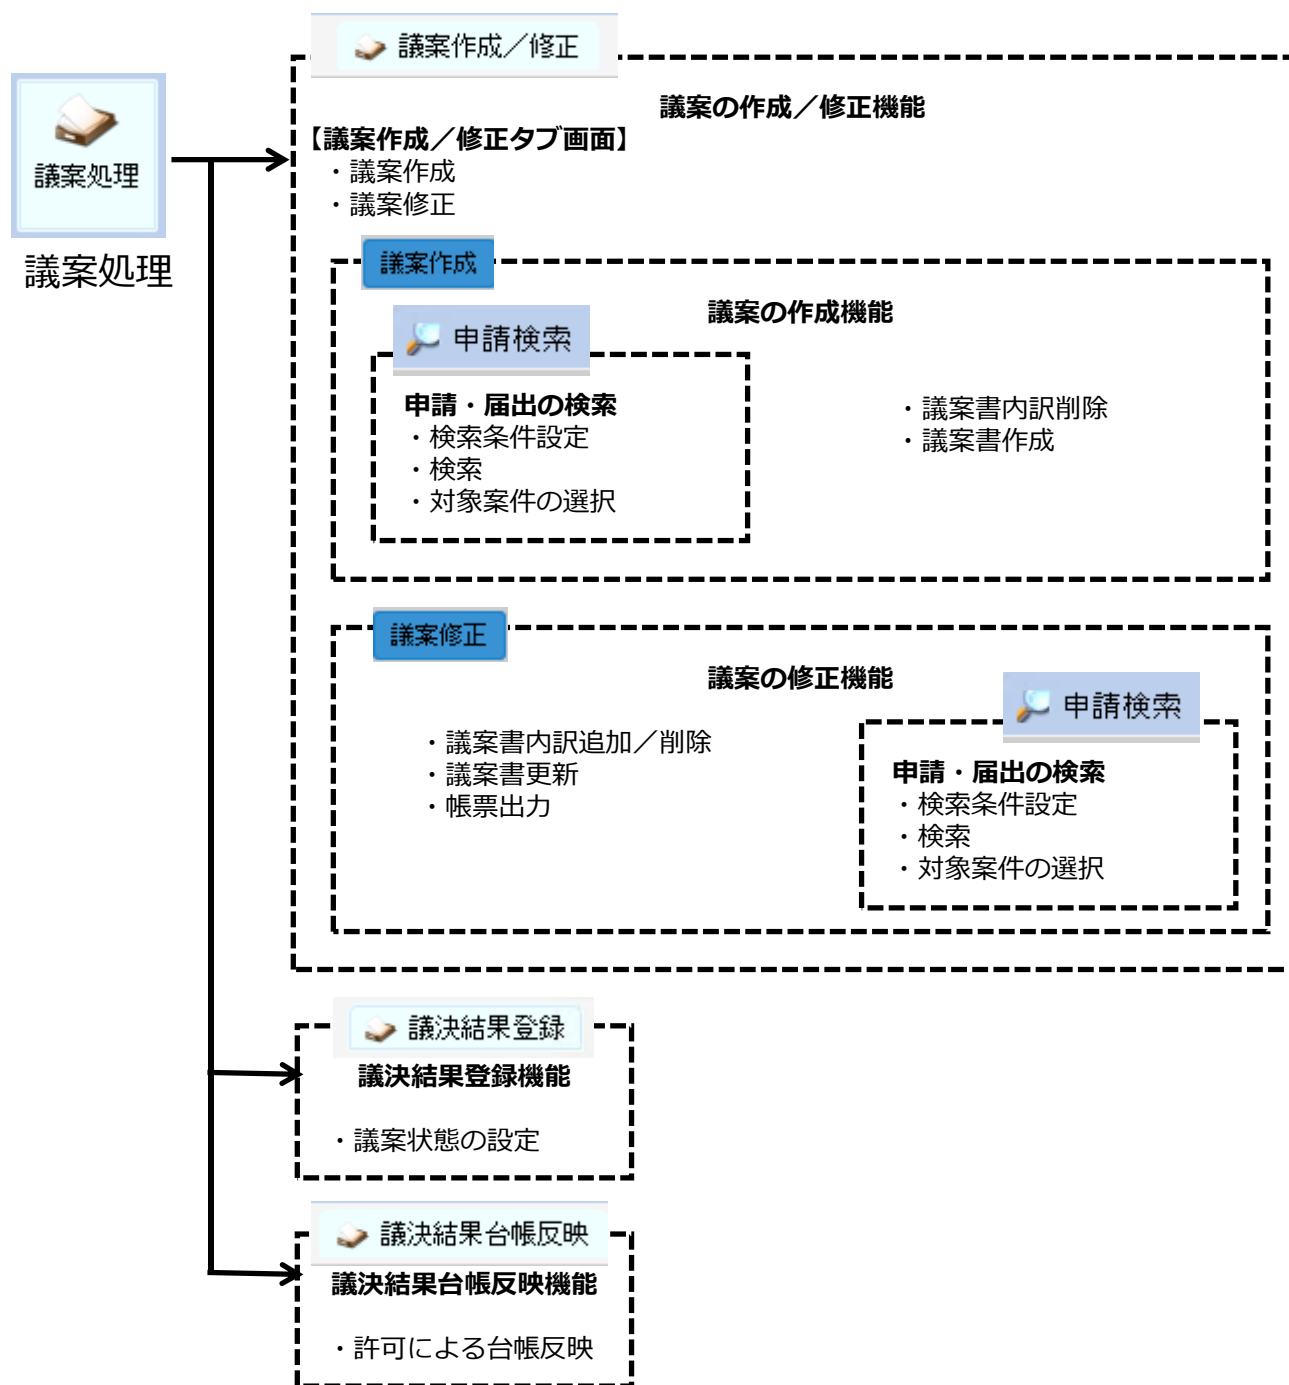 議案作成／修正
議案の作成／修正機能
【議案作成／修正タブ画面】
・議案作成
・議案修正
議案処理
議案処理
議案作成
議案の作成機能
申請検索
申請・届出の検索
・検索条件設定
・検索
・対象案件の選択
・議案書内訳削除
・議案書作成
議案修正
議案の修正機能
・議案書内訳追加／削除
・議案書更新
・帳票出力
申請検索
申請・届出の検索
・検索条件設定
・検索
・対象案件の選択
議決結果登録
議決結果登録機能
・議案状態の設定
議決結果台帳反映
議決結果台帳反映機能
・許可による台帳反映